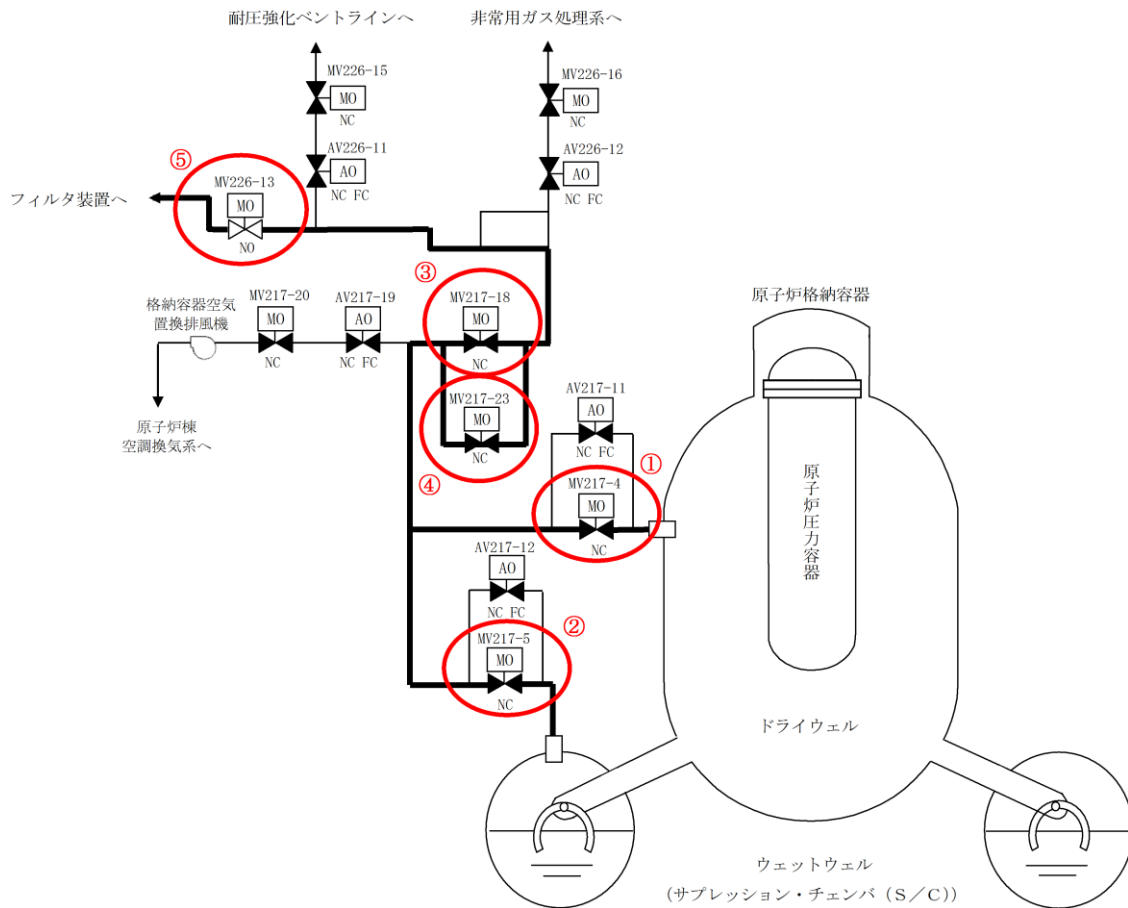 耐圧強化ベントラインへ
非常用ガス処理系へ
MV226-15
MO
NC
MV226-16
MO
NC
AV226-11
AO
NC FC
AV226-12
AO
NC FC
⑤
MV226-13
MO
NO
フィルタ装置へ
③
MV217-18
MO
NC
格納容器空気
置換排風機
MV217-20
MO
NC
AV217-19
AO
NC FC
原子炉棟
空調換気系へ
④
MV217-23
MO
NC
AV217-11
AO
NC FC
①
MV217-4
MO
NC
AV217-12
AO
NC FC
②
MV217-5
MO
NC
原子炉格納容器
原子炉圧力容器
ドライウェル
ウェットウェル
(サプレッション・チェンバ(S/C))